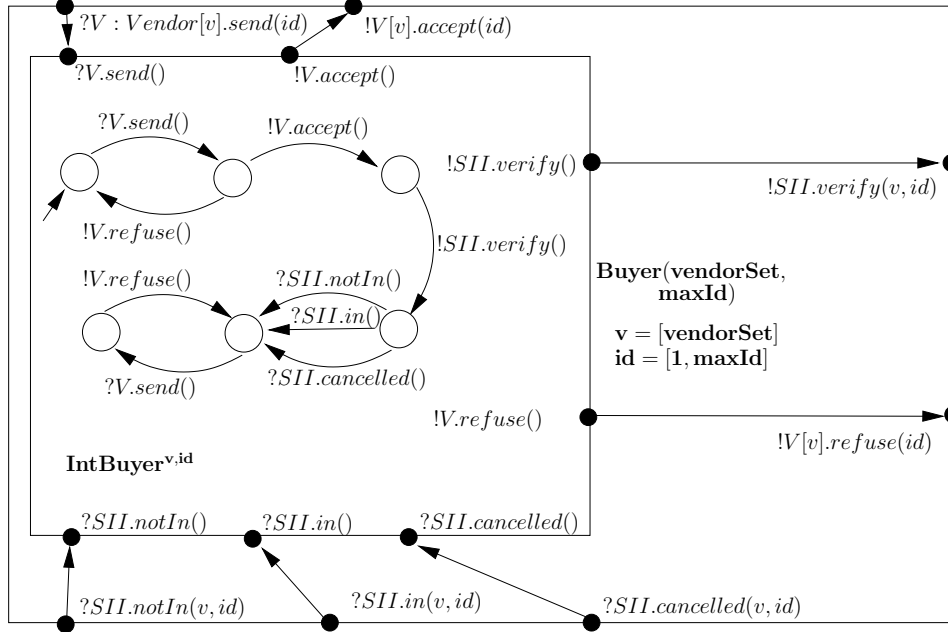 ?V : Vendor[v].send(id)
!V[v].accept(id)
?V.send()
!V.accept()
?V.send()
!V.accept()
!SII.verify()
!SII.verify(v, id)
!V.refuse()
!SII.verify()
Buyer(vendorSet,
maxId)
!V.refuse()
?SII.notIn()
?SII.in()
v = [vendorSet]
id = [1, maxId]
?V.send()
?SII.cancelled()
!V.refuse()
!V[v].refuse(id)
IntBuyer^{v,id}
?SII.notIn()
?SII.in()
?SII.cancelled()
?SII.notIn(v, id)
?SII.in(v, id)
?SII.cancelled(v, id)